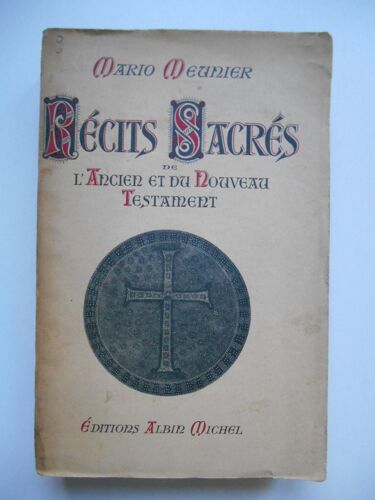 Mario Meunier
Récits Sacrés
de
l'Ancien et du Nouveau
Testament
Éditions Albin Michel